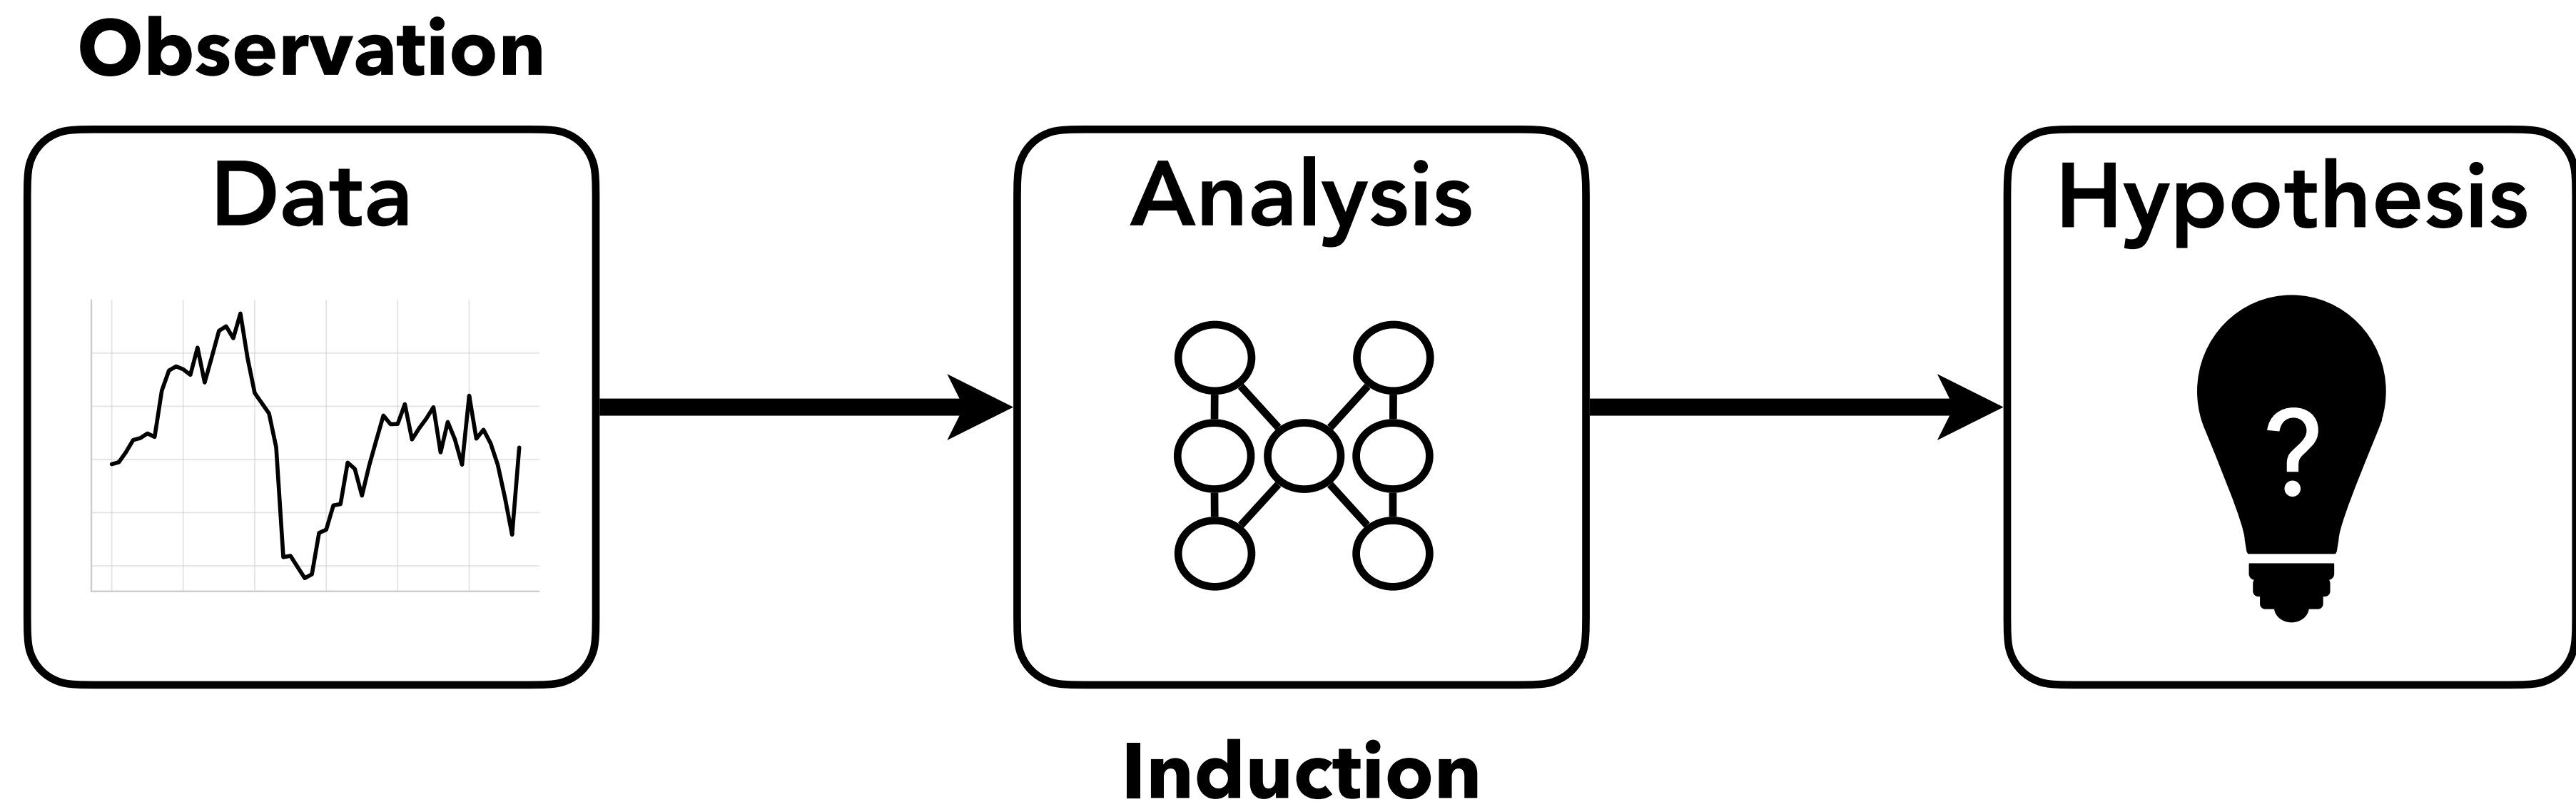 Observation
Data
Analysis
Hypothesis
?
Induction